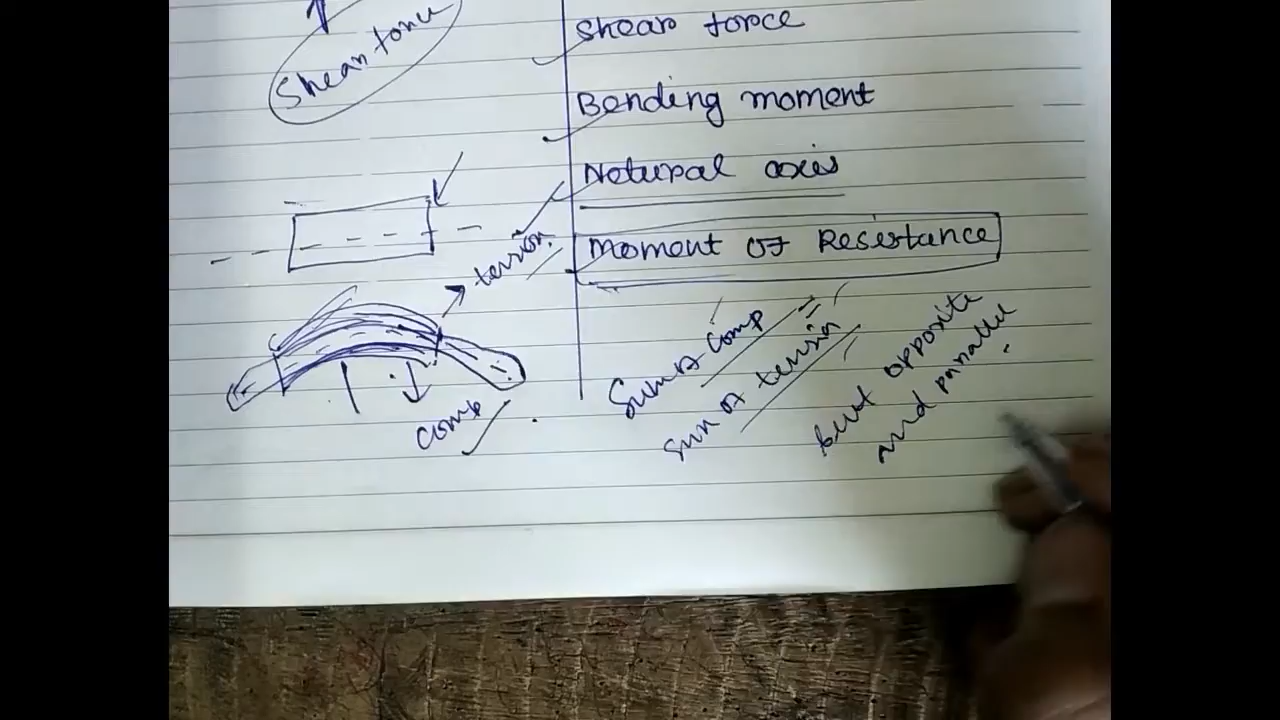 Shear force
Shear force
Bending moment
Netural axis
tension
Moment of Resistance
comp
Sum of Comp =
Sum of tension
but opposite
and parallel